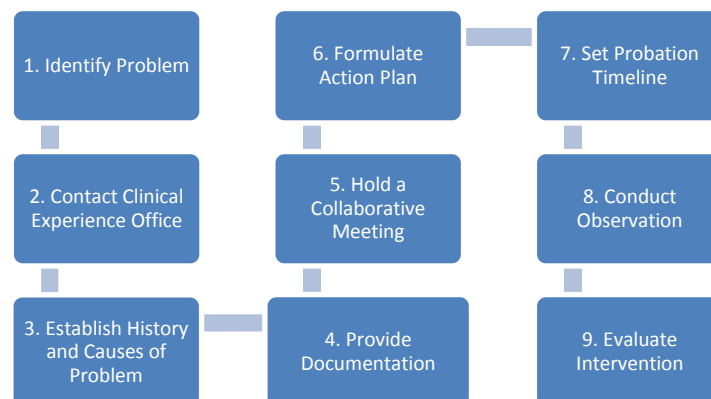 1. Identify Problem
2. Contact Clinical
Experience Office
3. Establish History
and Causes of
Problem
4. Provide
Documentation
5. Hold a
Collaborative
Meeting
6. Formulate
Action Plan
7. Set Probation
Timeline
8. Conduct
Observation
9. Evaluate
Intervention